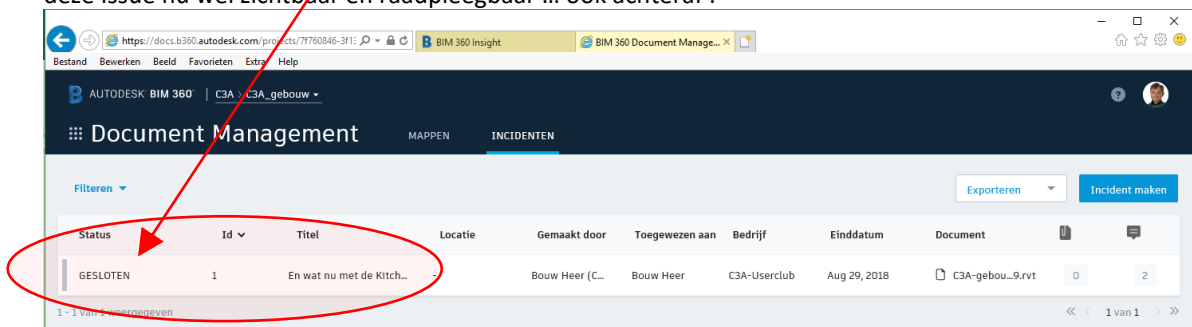 deze issue nu wel zichtbaar en raadpleegbaar … ook achteraf !
https://docs.b360.autodesk.com/projects/7f760846-3f13
BIM 360 Insight
BIM 360 Document Manage...
Bestand Bewerken Beeld Favorieten Extra Help
AUTODESK BIM 360 | C3A > C3A_gebouw
Document Management MAPPEN INCIDENTEN
Filteren Exporteren Incident maken
Status Id Titel Locatie Gemaakt door Toegewezen aan Bedrijf Einddatum Document
GESLOTEN 1 En wat nu met de Kitch... - Bouw Heer (C... Bouw Heer C3A-Userclub Aug 29, 2018 C3A-gebou...9.rvt 0 2
1 - 1 van 1 weergegeven 1 van 1